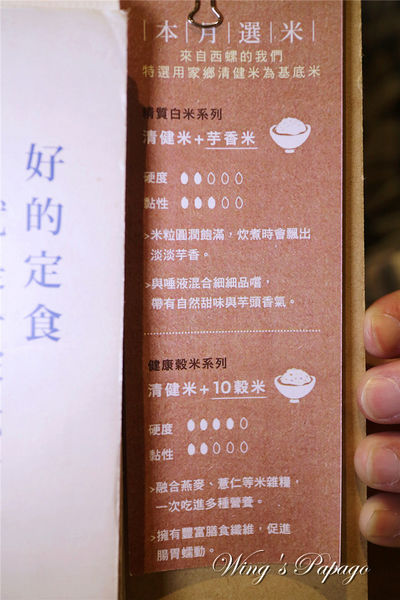 本月選米
來自西螺的我們
特選用家鄉清健米為基底米
精質白米系列
清健米+芋香米
硬度
黏性
>米粒圓潤飽滿，炊煮時會飄出
淡淡芋香。
>與唾液混合細細品嚐，
帶有自然甜味與芋頭香氣。
健康穀米系列
清健米+10穀米
硬度
黏性
>融合燕麥、薏仁等米雜糧，
一次吃進多種營養。
>擁有豐富膳食纖維，促進
腸胃蠕動。
好的定食
Wing's Papago